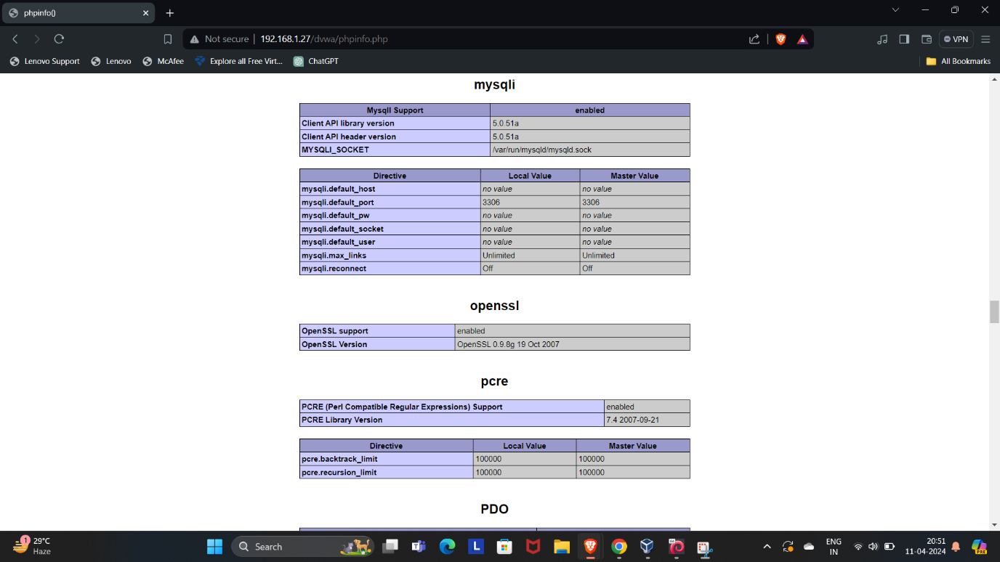 phpinfo()
Not secure
192.168.1.27/dvwa/phpinfo.php
VPN
Lenovo Support
Lenovo
McAfee
Explore all Free Virt...
ChatGPT
All Bookmarks
mysqli
MysqlI Support enabled
Client API library version 5.0.51a
Client API header version 5.0.51a
MYSQLI_SOCKET /var/run/mysqld/mysqld.sock
Directive Local Value Master Value
mysqli.default_host no value no value
mysqli.default_port 3306 3306
mysqli.default_pw no value no value
mysqli.default_socket no value no value
mysqli.default_user no value no value
mysqli.max_links Unlimited Unlimited
mysqli.reconnect Off Off
openssl
OpenSSL support enabled
OpenSSL Version OpenSSL 0.9.8g 19 Oct 2007
pcre
PCRE (Perl Compatible Regular Expressions) Support enabled
PCRE Library Version 7.4 2007-09-21
Directive Local Value Master Value
pcre.backtrack_limit 100000 100000
pcre.recursion_limit 100000 100000
PDO
1
29°C
Haze
Search
L
ENG
IN
20:51
11-04-2024
PRE